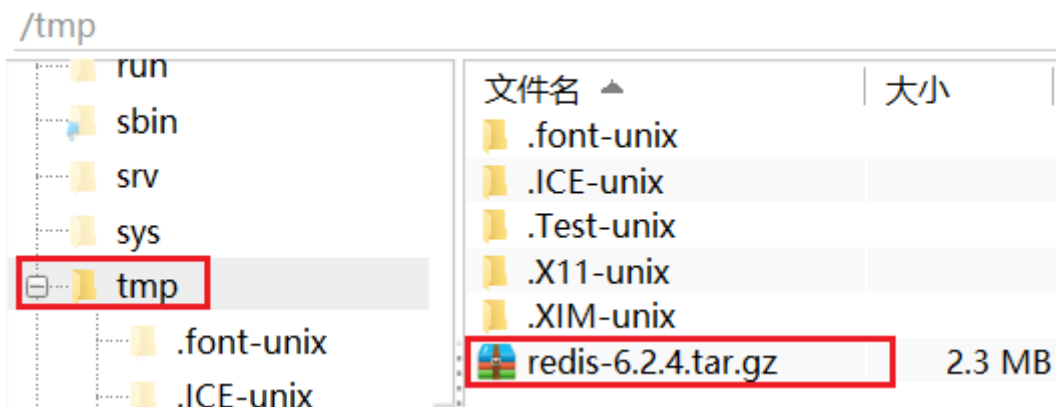 /tmp
run
sbin
srv
sys
tmp
.font-unix
.ICE-unix
文件名 大小
.font-unix
.ICE-unix
.Test-unix
.X11-unix
.XIM-unix
redis-6.2.4.tar.gz 2.3 MB